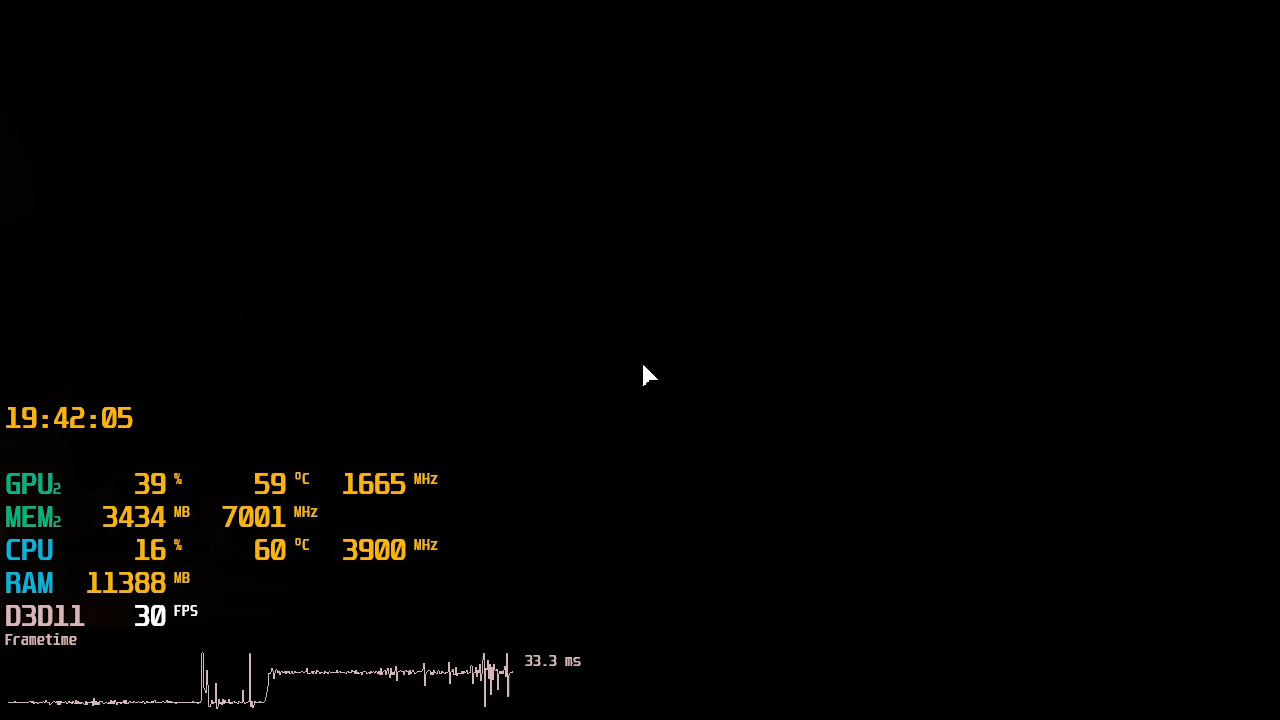 19:42:05
GPU2 39 % 59 °C 1665 MHz
MEM2 3434 MB 7001 MHz
CPU 16 % 60 °C 3900 MHz
RAM 11388 MB
D3D11 30 FPS
Frametime
33.3 ms